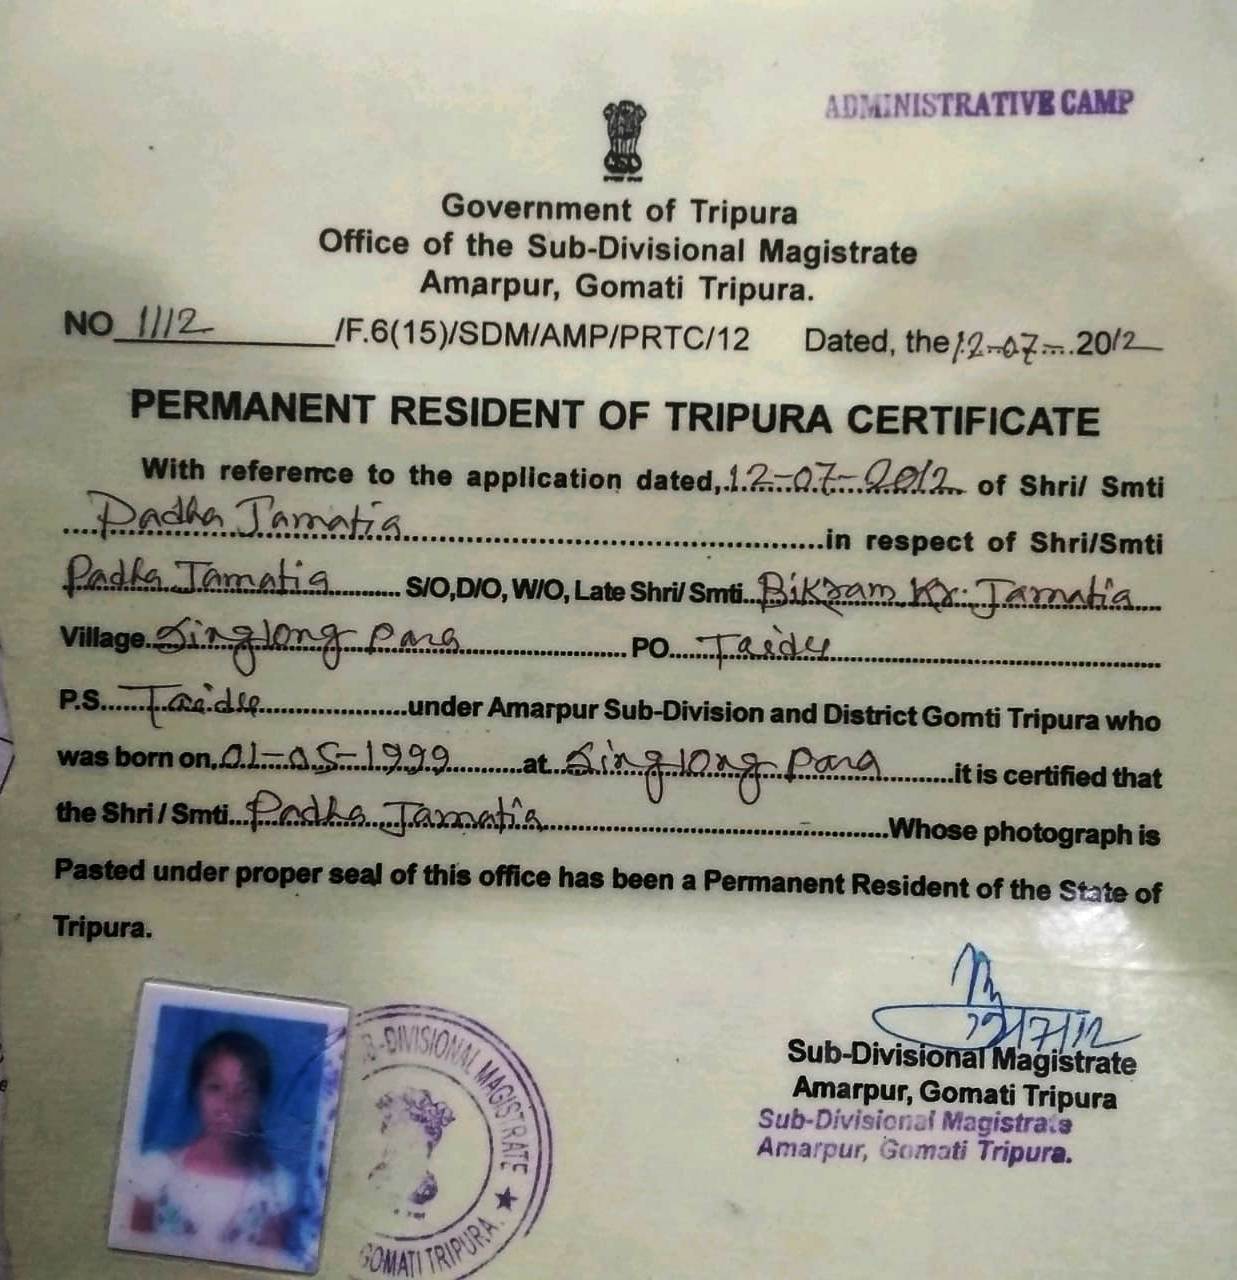 ADMINISTRATIVE CAMP
Government of Tripura
Office of the Sub-Divisional Magistrate
Amarpur, Gomati Tripura.
NO 1112 /F.6(15)/SDM/AMP/PRTC/12 Dated, the 12-07-2012
PERMANENT RESIDENT OF TRIPURA CERTIFICATE
With reference to the application dated, 12-07-2012 of Shri/ Smti
Padha Jamatia in respect of Shri/Smti
Padha Jamatia S/O,D/O, W/O, Late Shri/ Smti Bikram Kr. Jamatia
Village Singlong Para PO Taidu
P.S. Taidu under Amarpur Sub-Division and District Gomti Tripura who
was born on, 01-05-1999 at Singlong Para it is certified that
the Shri / Smti Padha Jamatia Whose photograph is
Pasted under proper seal of this office has been a Permanent Resident of the State of
Tripura.
Sub-Divisional Magistrate
Amarpur, Gomati Tripura
Sub-Divisional Magistrate
Amarpur, Gomati Tripura.
B-DIVISIONAL MAGISTRATE ★
GOMATI TRIPURA